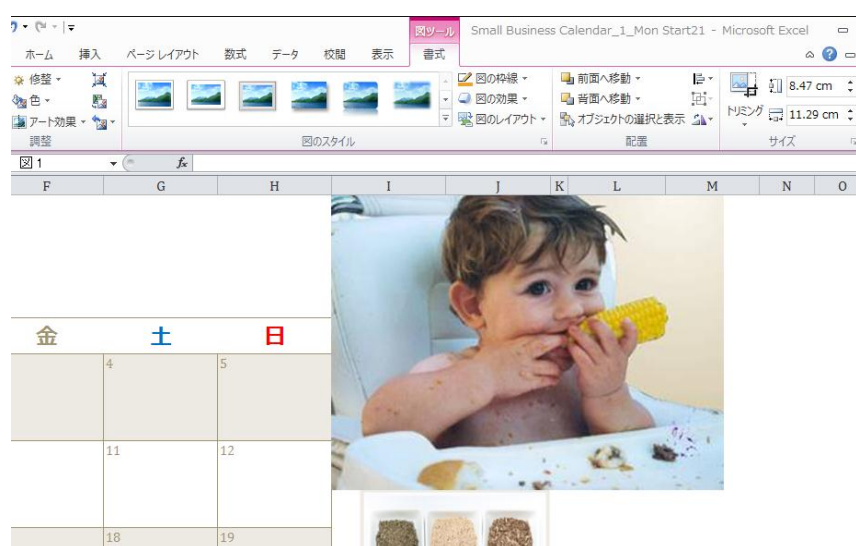 図ツール Small Business Calendar_1_Mon Start21 - Microsoft Excel
ホーム 挿入 ページ レイアウト 数式 データ 校閲 表示 書式
修整 図の枠線 前面へ移動 8.47 cm
色 図の効果 背面へ移動 トリミング
アート効果 図のレイアウト オブジェクトの選択と表示 11.29 cm
調整 図のスタイル 配置 サイズ
図 1 fx
F G H I J K L M N O
金 土 日
4 5
11 12
18 19